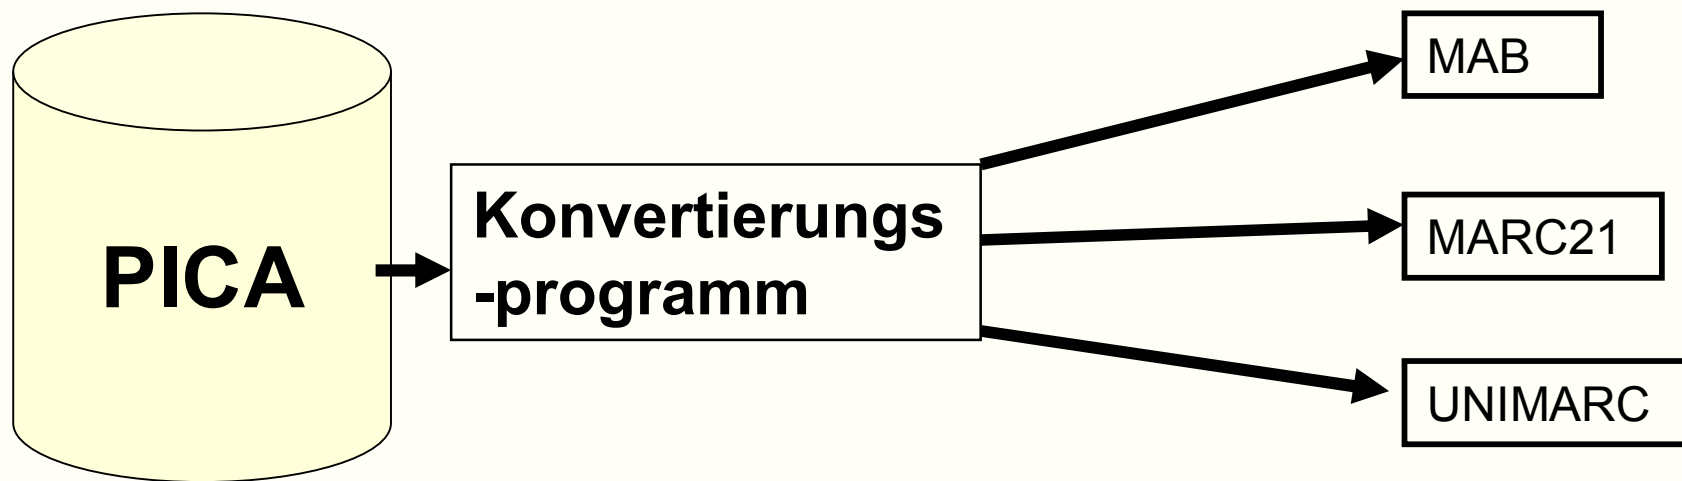 PICA
Konvertierungs
-programm
MAB
MARC21
UNIMARC